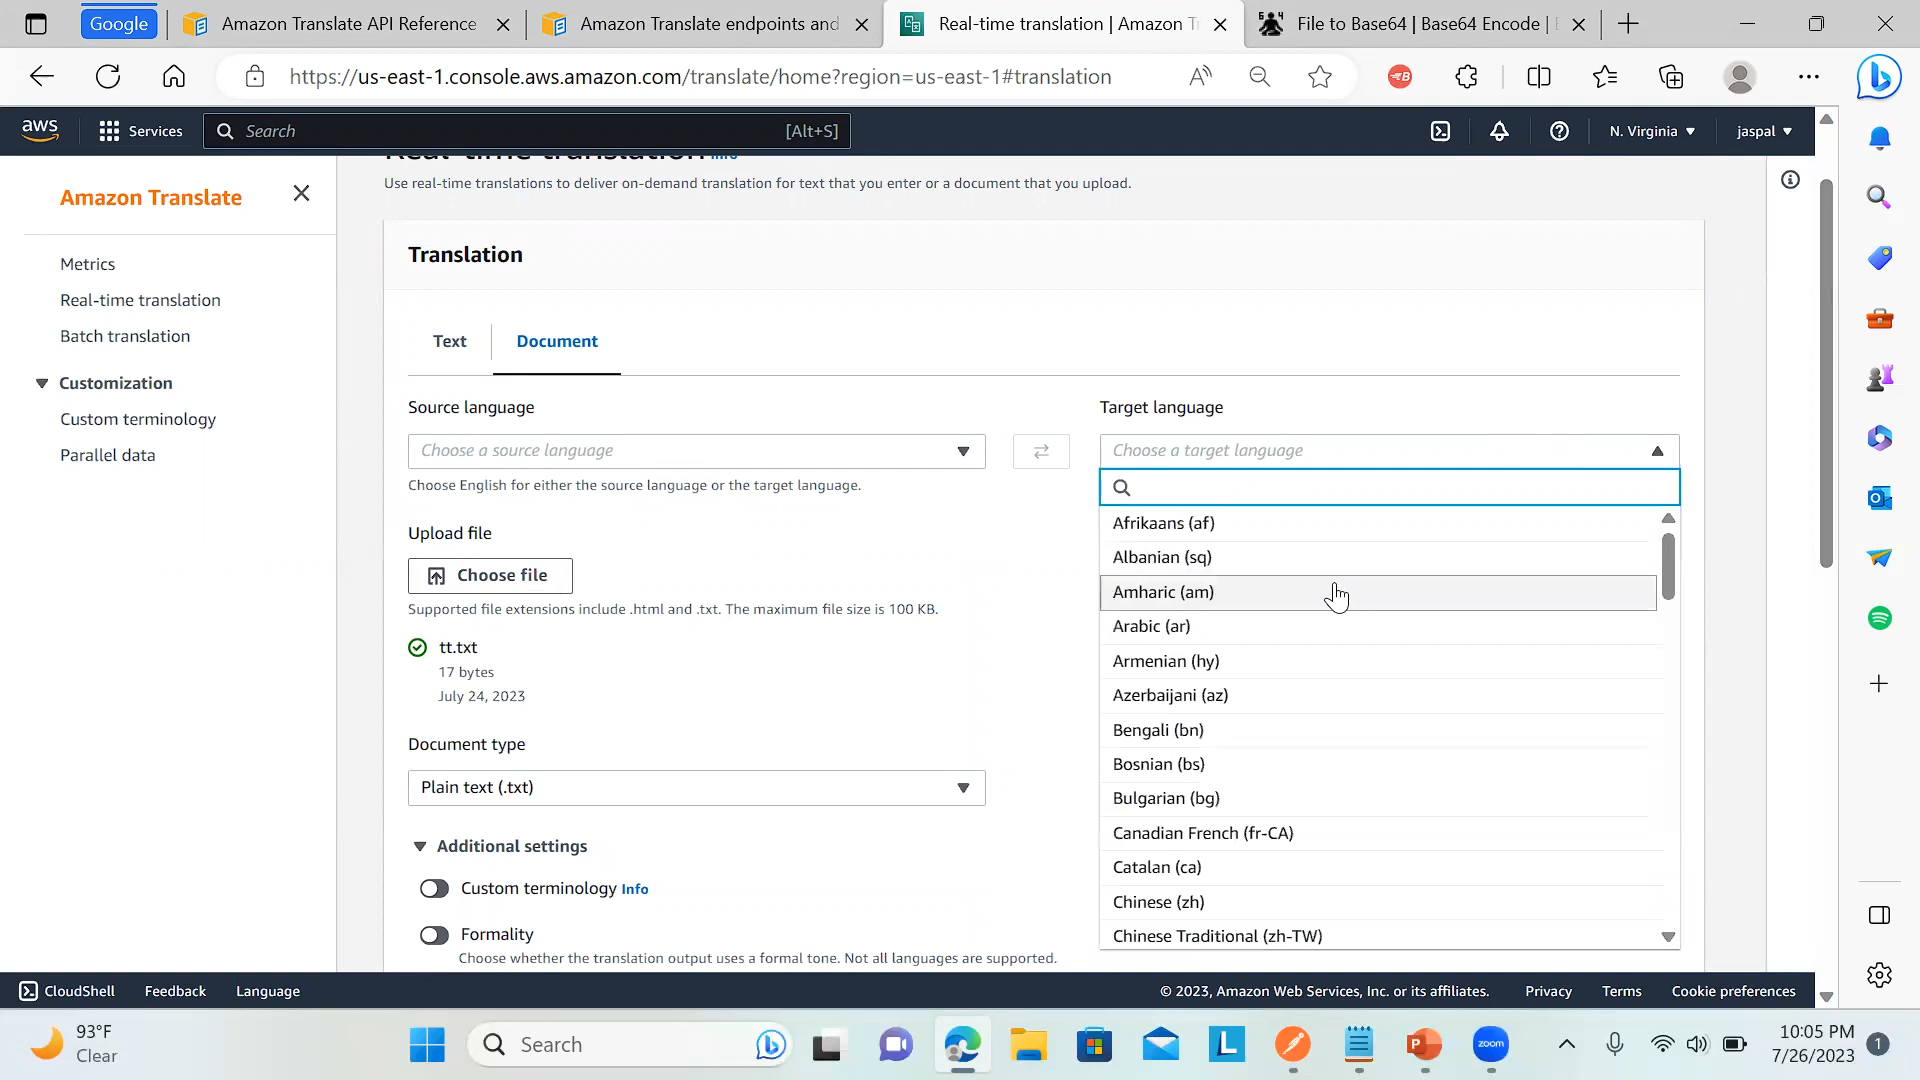 Google
Amazon Translate API Reference
Amazon Translate endpoints and
Real-time translation | Amazon T
File to Base64 | Base64 Encode |
https://us-east-1.console.aws.amazon.com/translate/home?region=us-east-1#translation
aws
Services
Search
[Alt+S]
N. Virginia
jaspal
Amazon Translate
Metrics
Real-time translation
Batch translation
Customization
Custom terminology
Parallel data
Real-time translation Info
Use real-time translations to deliver on-demand translation for text that you enter or a document that you upload.
Translation
Text
Document
Source language
Choose a source language
Choose English for either the source language or the target language.
Upload file
Choose file
Supported file extensions include .html and .txt. The maximum file size is 100 KB.
tt.txt
17 bytes
July 24, 2023
Document type
Plain text (.txt)
Additional settings
Custom terminology Info
Formality
Choose whether the translation output uses a formal tone. Not all languages are supported.
Target language
Choose a target language
Afrikaans (af)
Albanian (sq)
Amharic (am)
Arabic (ar)
Armenian (hy)
Azerbaijani (az)
Bengali (bn)
Bosnian (bs)
Bulgarian (bg)
Canadian French (fr-CA)
Catalan (ca)
Chinese (zh)
Chinese Traditional (zh-TW)
CloudShell
Feedback
Language
© 2023, Amazon Web Services, Inc. or its affiliates.
Privacy
Terms
Cookie preferences
93°F
Clear
Search
zoom
10:05 PM
7/26/2023
1